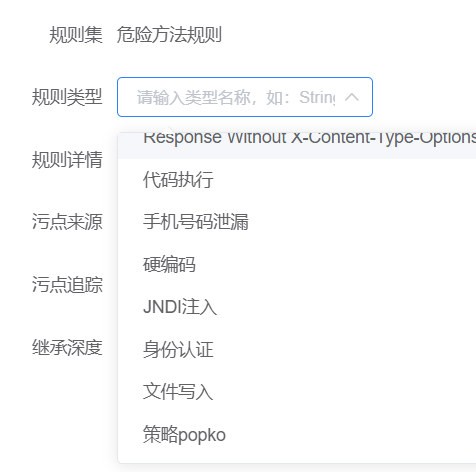 规则集 危险方法规则
规则类型 请输入类型名称，如：String
Response Without X-Content-Type-Options
规则详情
代码执行
污点来源
手机号码泄漏
硬编码
污点追踪
JNDI注入
继承深度
身份认证
文件写入
策略popko